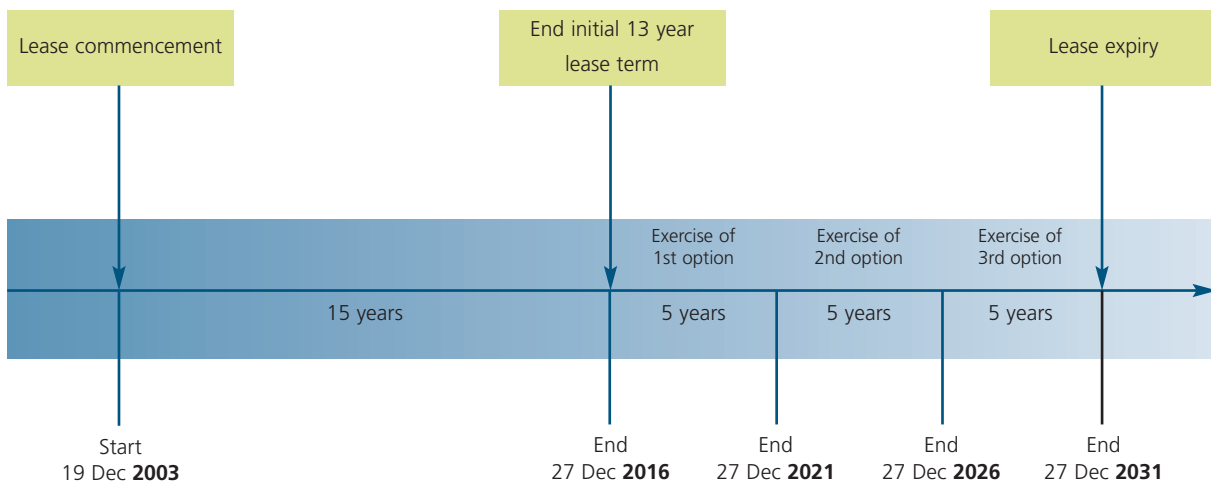 Lease commencement
End initial 13 year
lease term
Lease expiry
Exercise of
1st option
Exercise of
2nd option
Exercise of
3rd option
15 years
5 years
5 years
5 years
Start
19 Dec 2003
End
27 Dec 2016
End
27 Dec 2021
End
27 Dec 2026
End
27 Dec 2031